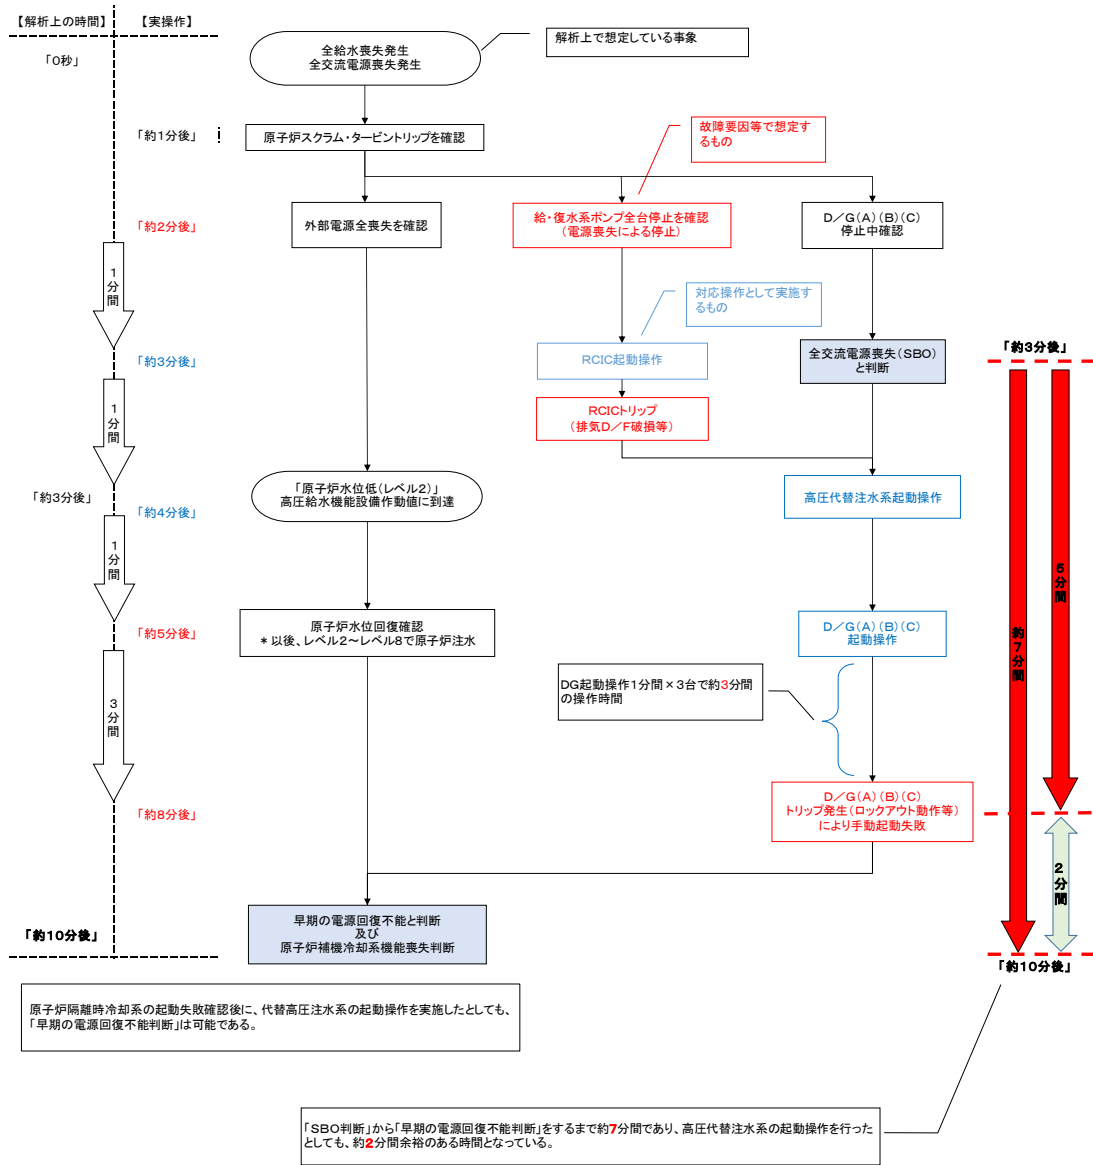 【解析上の時間】
【実操作】
「0秒」
全給水喪失発生
全交流電源喪失発生
解析上で想定している事象
「約1分後」
原子炉スクラム・タービントリップを確認
故障要因等で想定す
るもの
「約2分後」
外部電源全喪失を確認
給・復水系ポンプ全台停止を確認
（電源喪失による停止）
D／G（A）（B）（C）
停止中確認
1分間
対応操作として実施す
るもの
「約3分後」
RCIC起動操作
全交流電源喪失（SBO）
と判断
「約3分後」
1分間
RCICトリップ
（排気D／F破損等）
「約3分後」
「原子炉水位低（レベル2）」
高圧給水機能設備作動値に到達
高圧代替注水系起動操作
「約4分後」
1分間
5分間
約7分間
「約5分後」
原子炉水位回復確認
＊以後、レベル2～レベル8で原子炉注水
D／G（A）（B）（C）
起動操作
3分間
DG起動操作1分間×3台で約3分間
の操作時間
「約8分後」
D／G（A）（B）（C）
トリップ発生（ロックアウト動作等）
により手動起動失敗
2分間
「約10分後」
早期の電源回復不能と判断
及び
原子炉補機冷却系機能喪失判断
「約10分後」
原子炉隔離時冷却系の起動失敗確認後に、代替高圧注水系の起動操作を実施したとしても、
「早期の電源回復不能判断」は可能である。
「SBO判断」から「早期の電源回復不能判断」をするまで約7分間であり、高圧代替注水系の起動操作を行った
としても、約2分間余裕のある時間となっている。